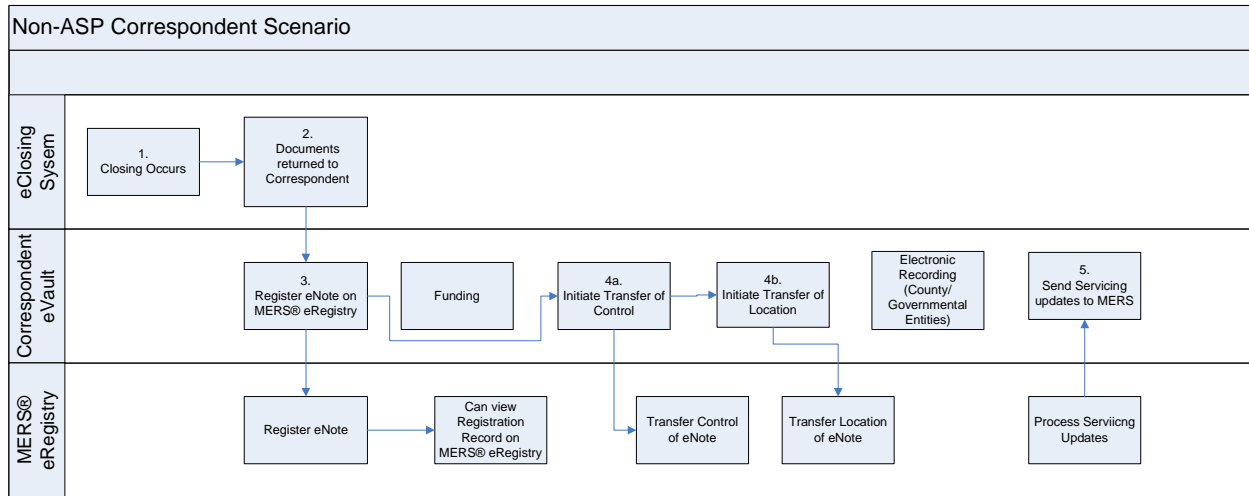 Non-ASP Correspondent Scenario
eClosing
Sysem
1.
Closing Occurs
2.
Documents
returned to
Correspondent
Correspondent
eVault
3.
Register eNote on
MERS® eRegistry
Funding
4a.
Initiate Transfer of
Control
4b.
Initiate Transfer of
Location
Electronic
Recording
(County/
Governmental
Entities)
5.
Send Servicing
updates to MERS
MERS®
eRegistry
Register eNote
Can view
Registration
Record on
MERS® eRegistry
Transfer Control
of eNote
Transfer Location
of eNote
Process Serviicng
Updates